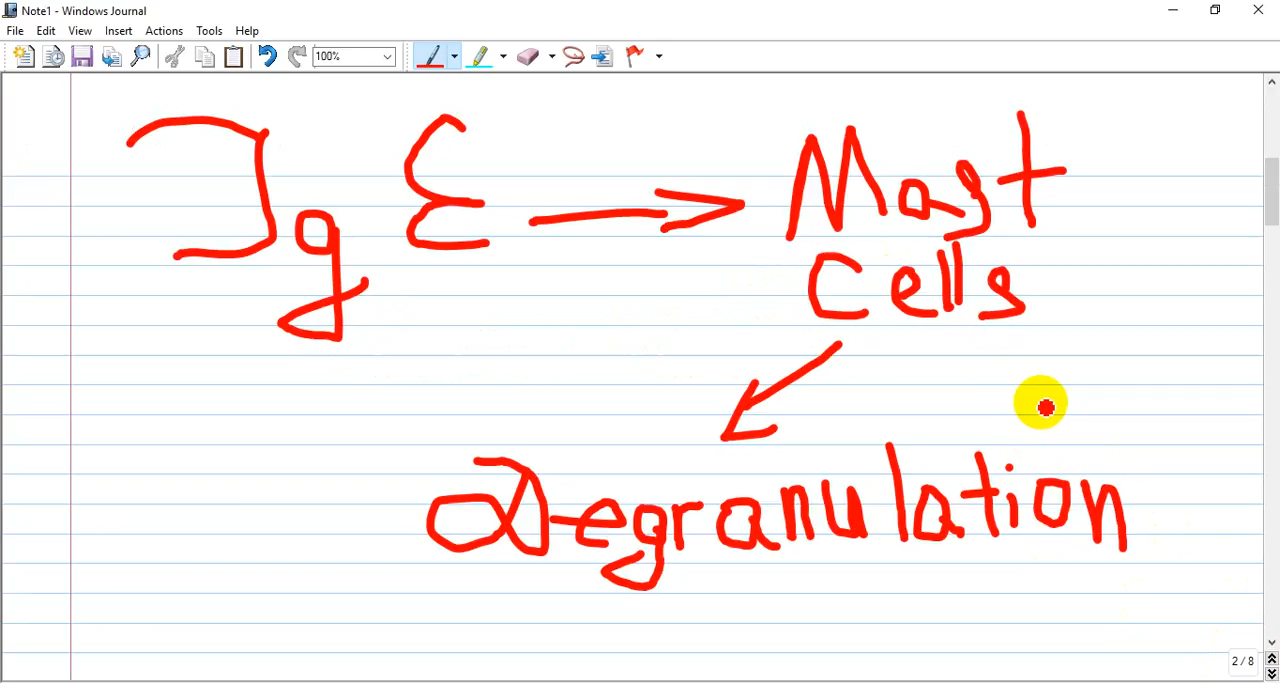 Note1 - Windows Journal
File Edit View Insert Actions Tools Help
100%
IgE → Mast
Cells
Degranulation
2 / 8